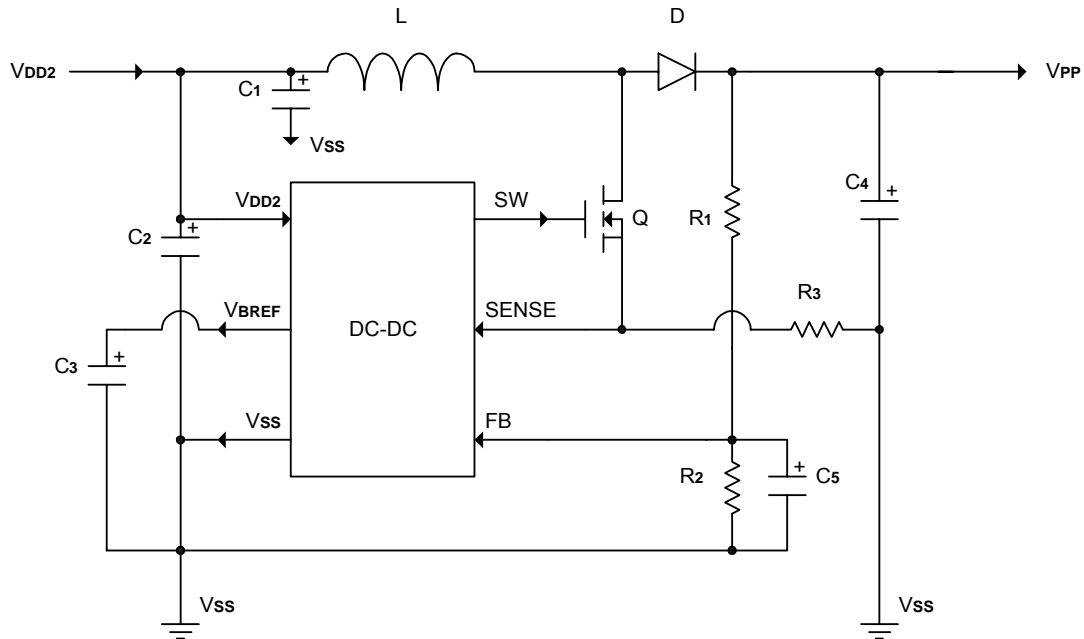 L
D
VDD2
VPP
C1
+
VSS
C4
+
VDD2
SW
Q
R1
C2
+
R3
VBREF
SENSE
DC-DC
C3
+
VSS
FB
R2
+
C5
VSS
VSS